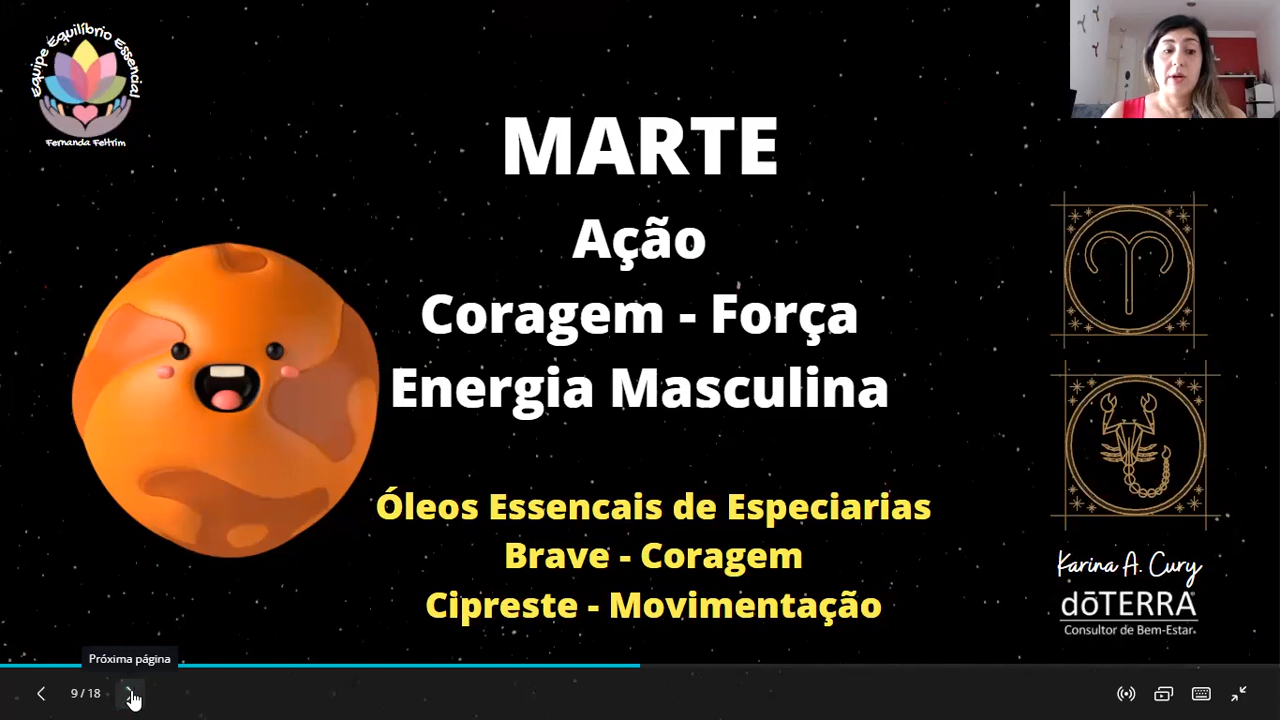 Equipe Equilíbrio Essencial
Fernanda Feltrim
MARTE
Ação
Coragem - Força
Energia Masculina
Óleos Essencais de Especiarias
Brave - Coragem
Cipreste - Movimentação
Karina A. Cury
dōTERRA
Consultor de Bem-Estar
Próxima página
9 / 18